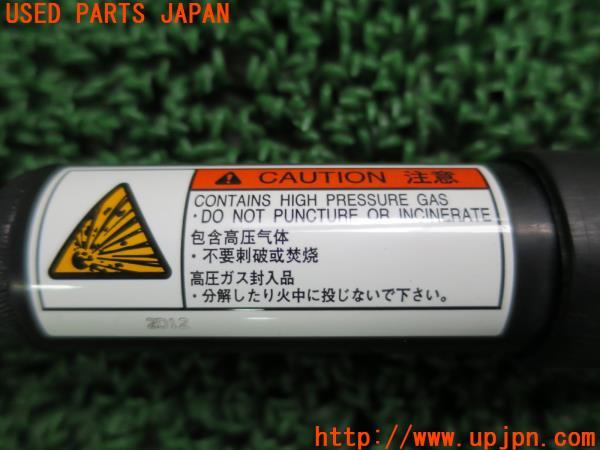 USED PARTS JAPAN
CAUTION 注意
CONTAINS HIGH PRESSURE GAS
・DO NOT PUNCTURE OR INCINERATE
包含高压气体
・不要刺破或焚烧
高圧ガス封入品
・分解したり火中に投じないで下さい。
ZD12
UPJ
http://www.upjpn.com/